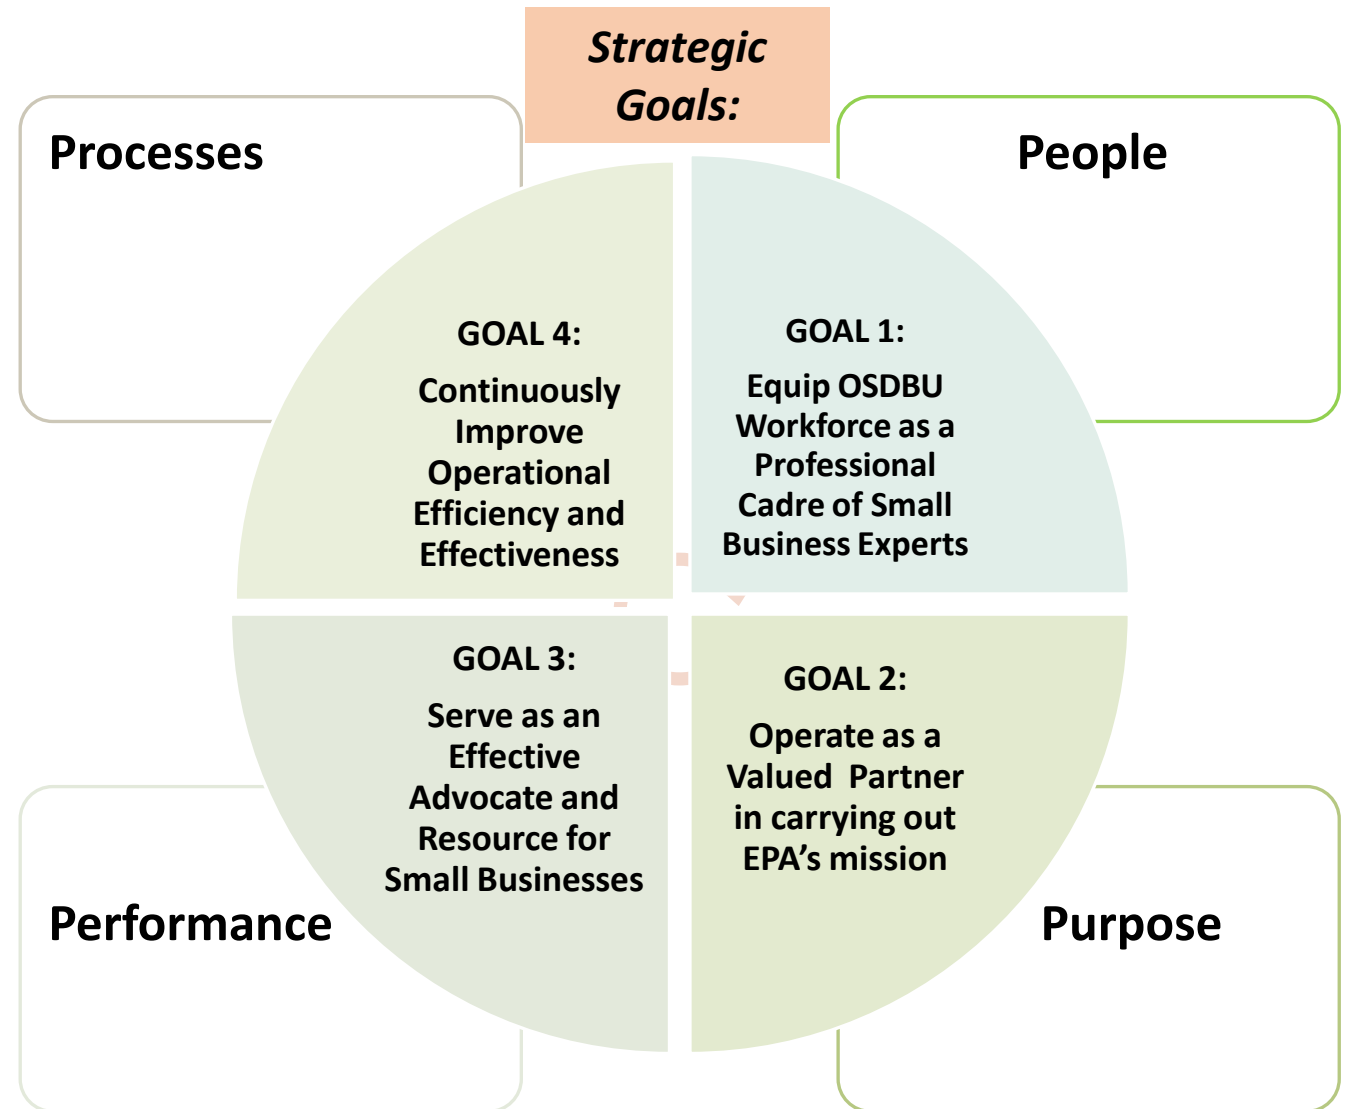 Strategic
Goals:
Processes
People
GOAL 4:
Continuously
Improve
Operational
Efficiency and
Effectiveness
GOAL 1:
Equip OSDBU
Workforce as a
Professional
Cadre of Small
Business Experts
GOAL 3:
Serve as an
Effective
Advocate and
Resource for
Small Businesses
GOAL 2:
Operate as a
Valued  Partner
in carrying out
EPA’s mission
Performance
Purpose